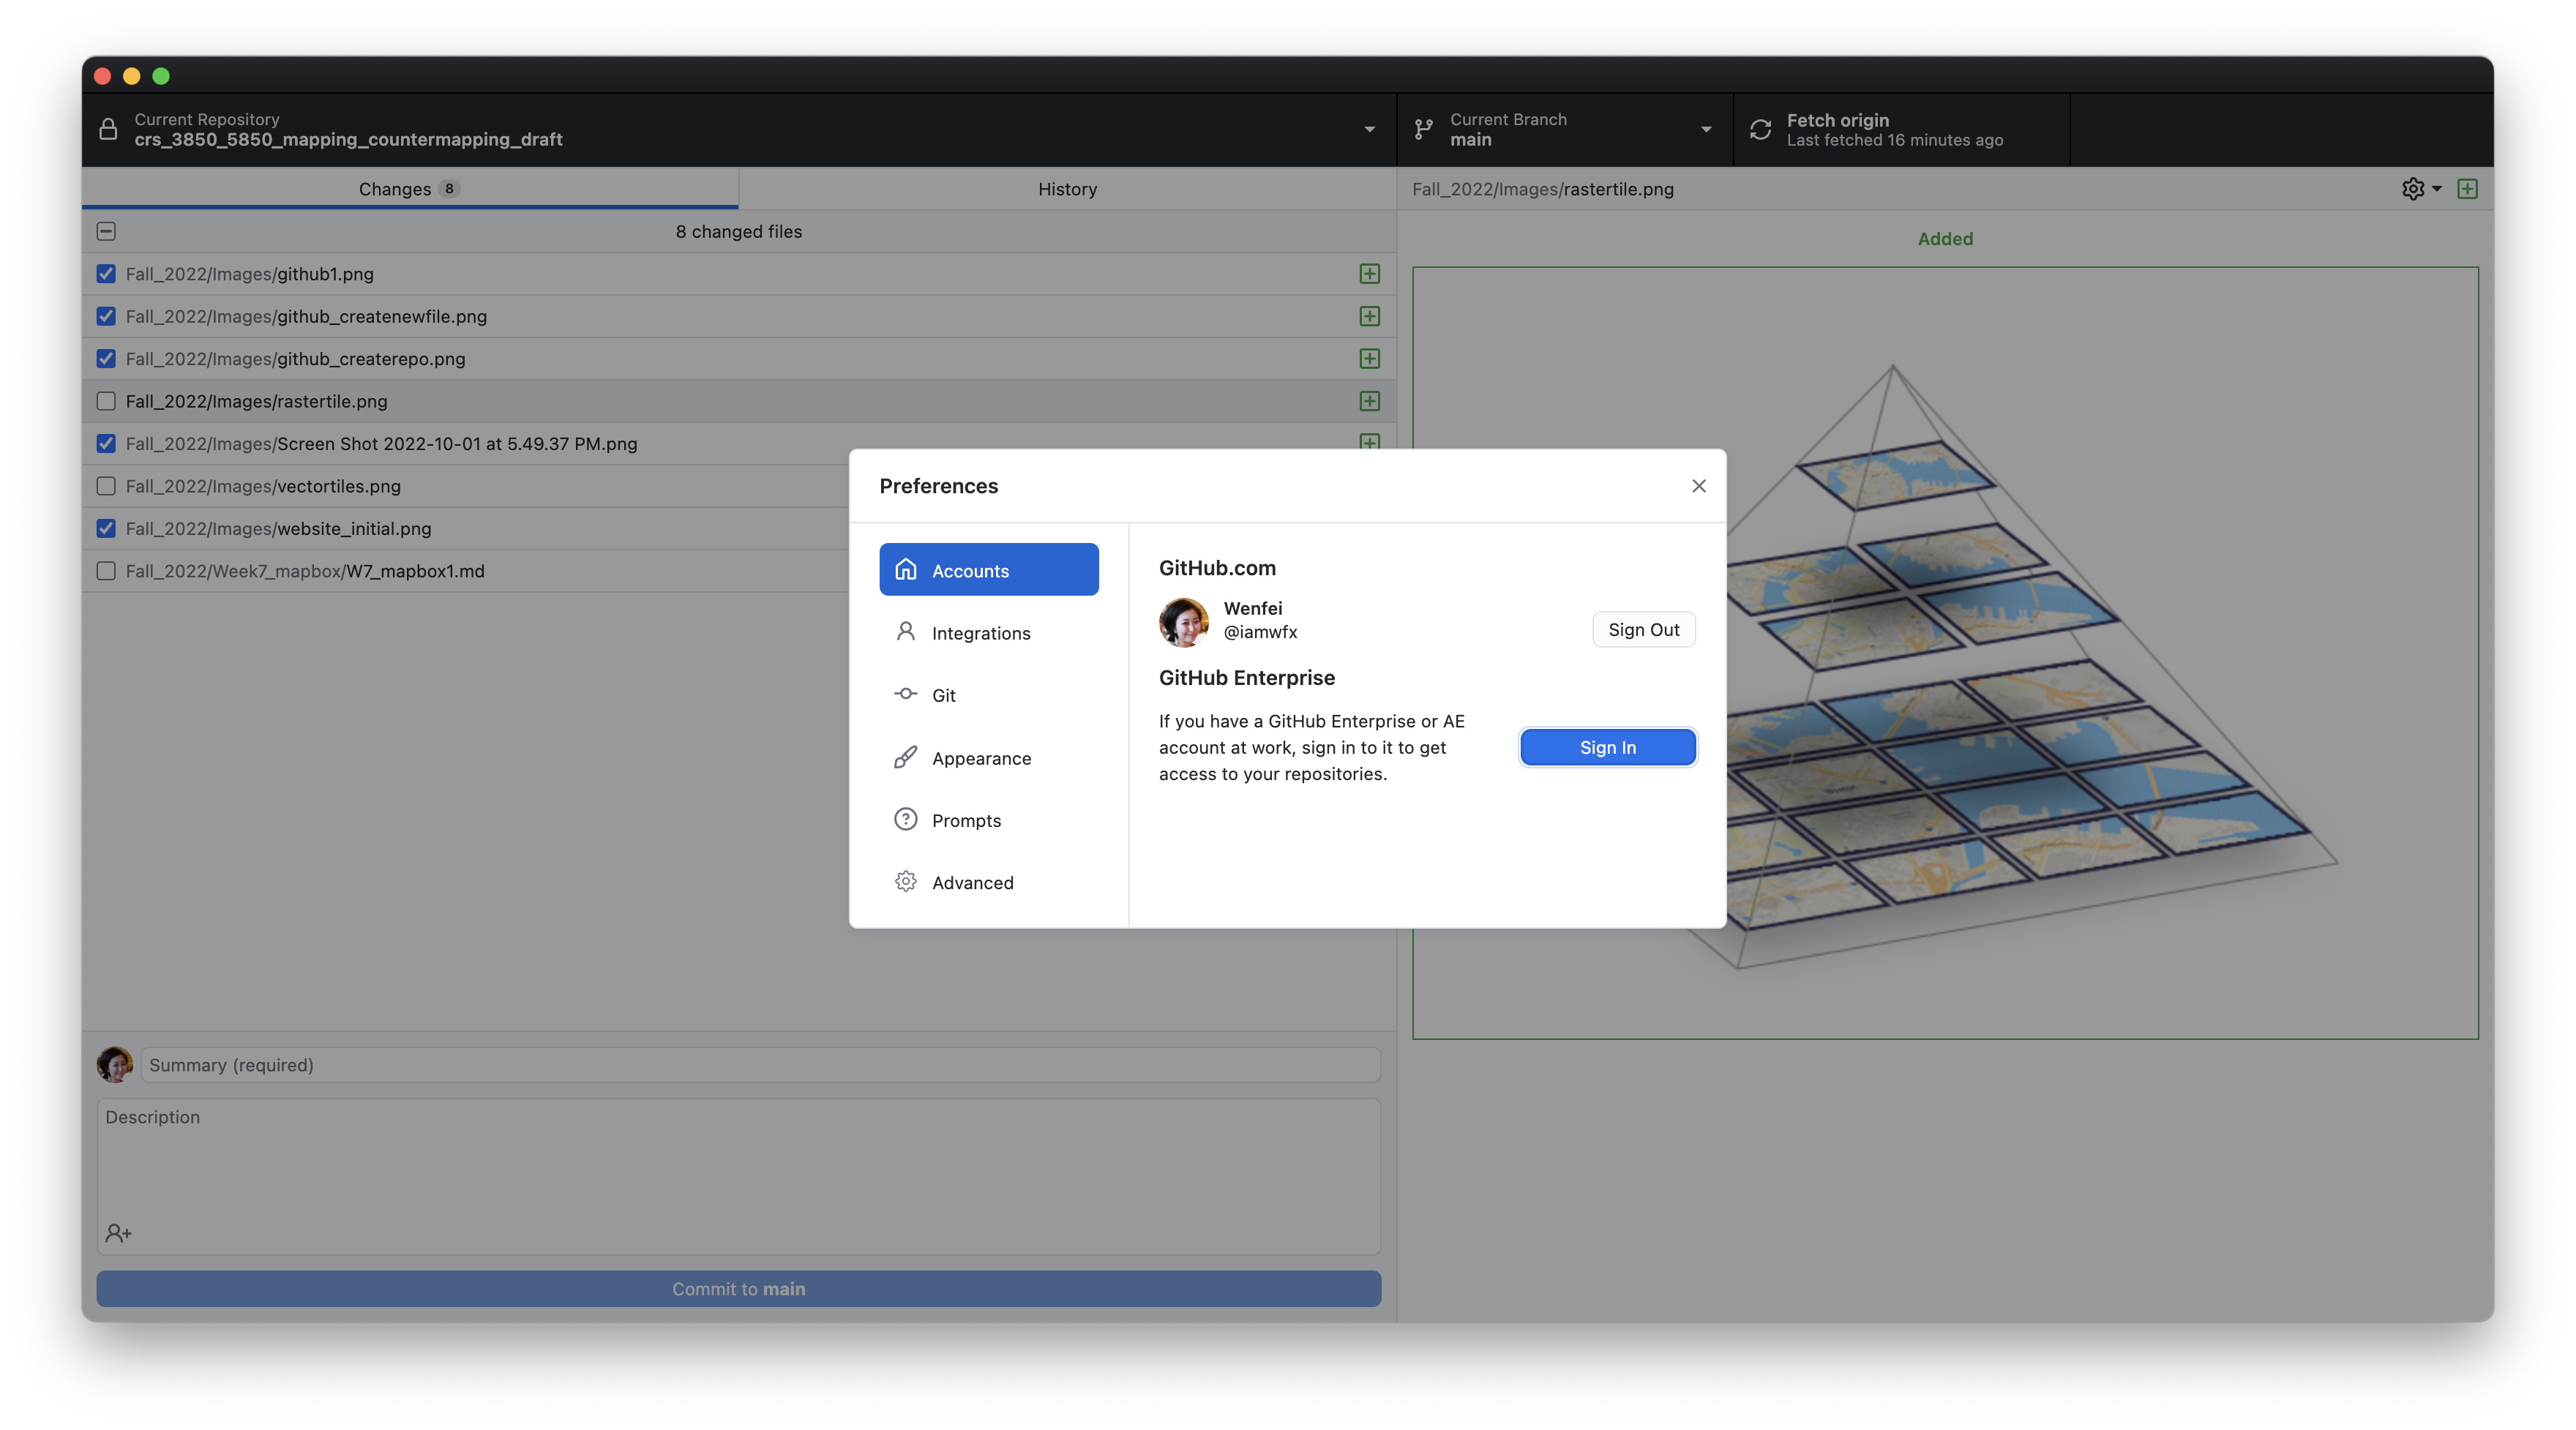 Current Repository
crs_3850_5850_mapping_countermapping_draft
Current Branch
main
Fetch origin
Last fetched 16 minutes ago
Changes 8
History
Fall_2022/Images/rastertile.png
8 changed files
Added
Fall_2022/Images/github1.png
Fall_2022/Images/github_createnewfile.png
Fall_2022/Images/github_createrepo.png
Fall_2022/Images/rastertile.png
Fall_2022/Images/Screen Shot 2022-10-01 at 5.49.37 PM.png
Fall_2022/Images/vectortiles.png
Fall_2022/Images/website_initial.png
Fall_2022/Week7_mapbox/W7_mapbox1.md
Preferences
Accounts
Integrations
Git
Appearance
Prompts
Advanced
GitHub.com
Wenfei
@iamwfx
Sign Out
GitHub Enterprise
If you have a GitHub Enterprise or AE
account at work, sign in to it to get
access to your repositories.
Sign In
Summary (required)
Description
Commit to main